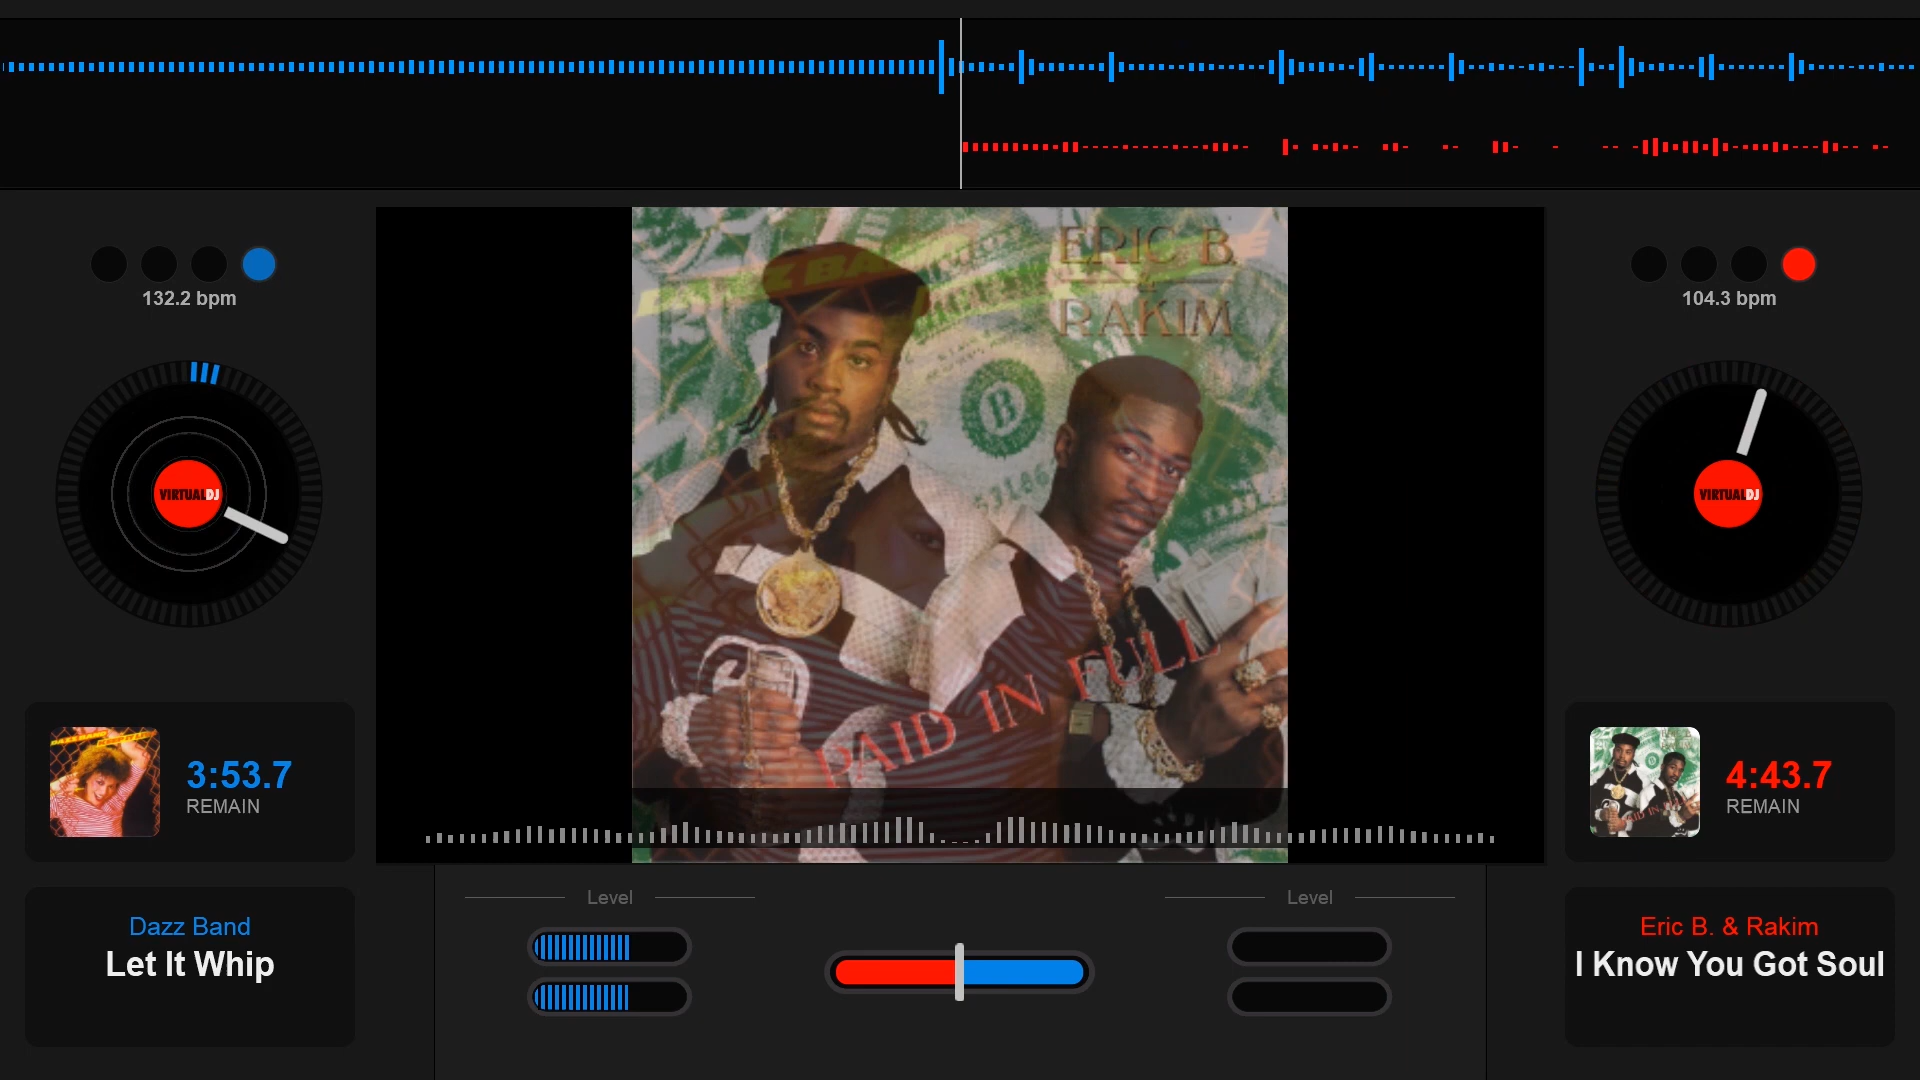 132.2 bpm
104.3 bpm
ERIC B.
RAKIM
B
VIRTUALDJ
VIRTUALDJ
PAID IN FULL
3:53.7
REMAIN
4:43.7
REMAIN
Level
Level
Dazz Band
Let It Whip
Eric B. & Rakim
I Know You Got Soul